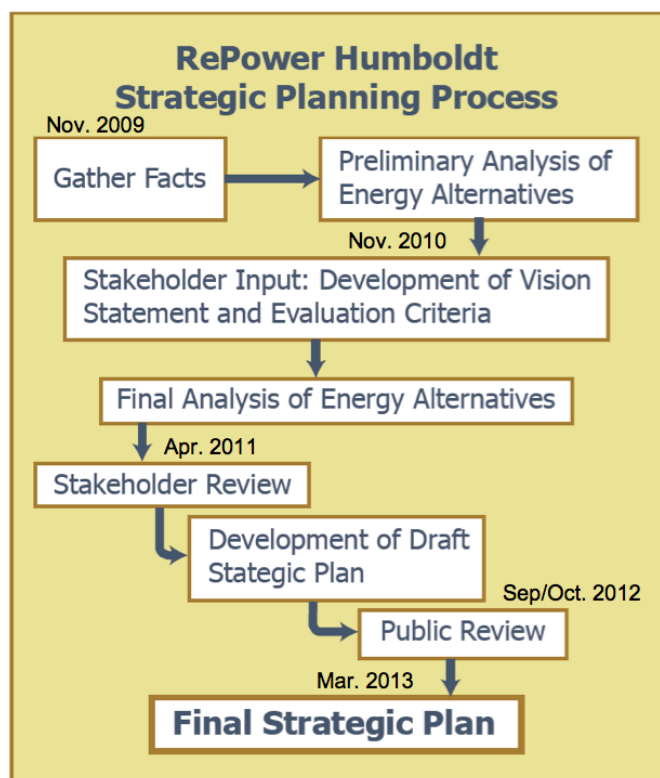 RePower Humboldt
Strategic Planning Process
Nov. 2009
Gather Facts
Preliminary Analysis of
Energy Alternatives
Nov. 2010
Stakeholder Input: Development of Vision
Statement and Evaluation Criteria
Final Analysis of Energy Alternatives
Apr. 2011
Stakeholder Review
Development of Draft
Stategic Plan
Sep/Oct. 2012
Public Review
Mar. 2013
Final Strategic Plan